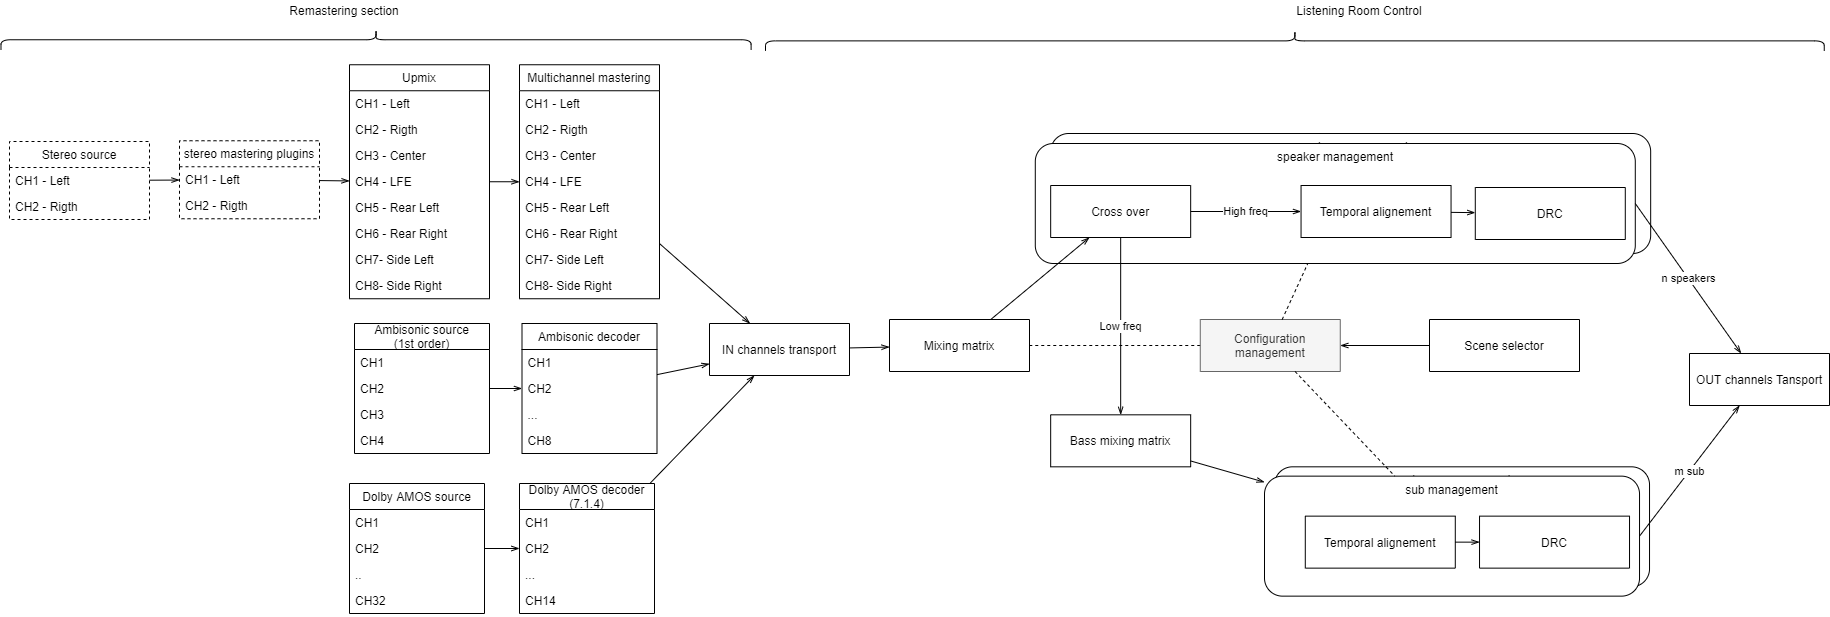 Remastering section
Listening Room Control
Stereo source
CH1 - Left
CH2 - Rigth
stereo mastering plugins
CH1 - Left
CH2 - Rigth
Upmix
CH1 - Left
CH2 - Rigth
CH3 - Center
CH4 - LFE
CH5 - Rear Left
CH6 - Rear Right
CH7- Side Left
CH8- Side Right
Multichannel mastering
CH1 - Left
CH2 - Rigth
CH3 - Center
CH4 - LFE
CH5 - Rear Left
CH6 - Rear Right
CH7- Side Left
CH8- Side Right
Ambisonic source
(1st order)
CH1
CH2
CH3
CH4
Ambisonic decoder
CH1
CH2
...
CH8
Dolby AMOS source
CH1
CH2
..
CH32
Dolby AMOS decoder
(7.1.4)
CH1
CH2
...
CH14
IN channels transport
Mixing matrix
speaker management
Cross over
High freq
Temporal alignement
DRC
Low freq
Configuration
management
Scene selector
Bass mixing matrix
sub management
Temporal alignement
DRC
n speakers
OUT channels Tansport
m sub